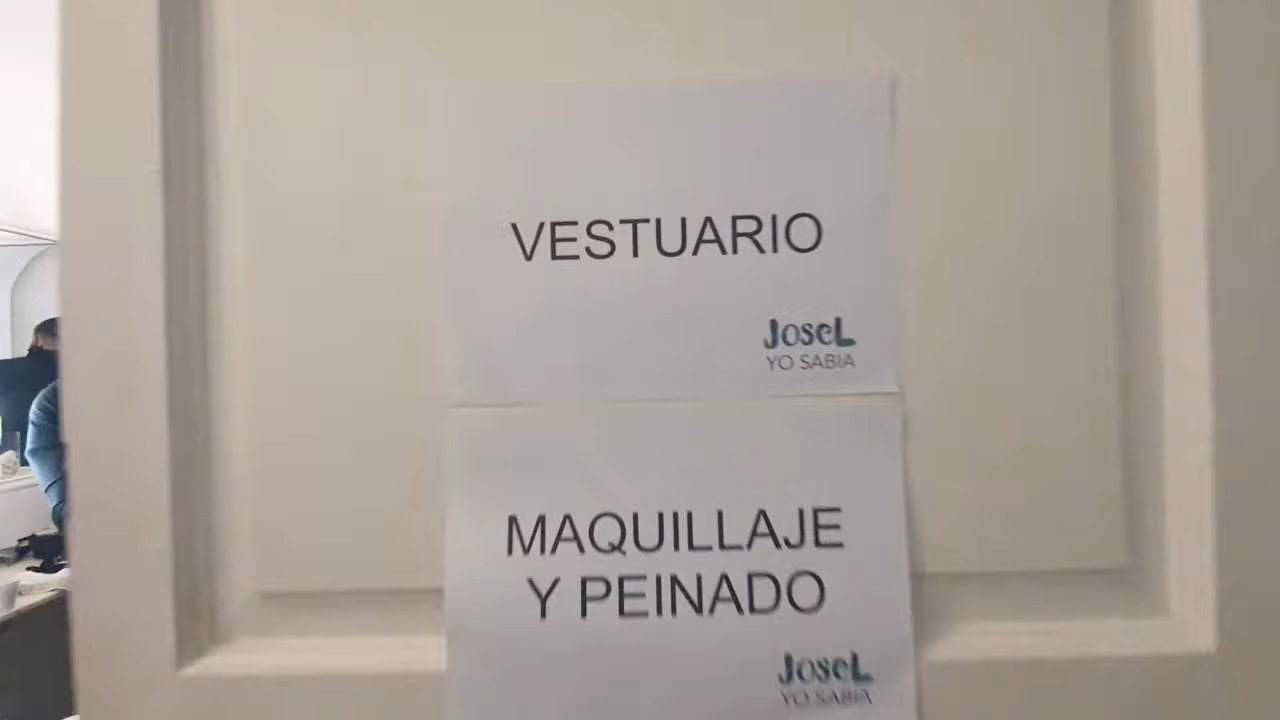 VESTUARIO
JoseL
YO SABIA
MAQUILLAJE
Y PEINADO
JoseL
YO SABIA